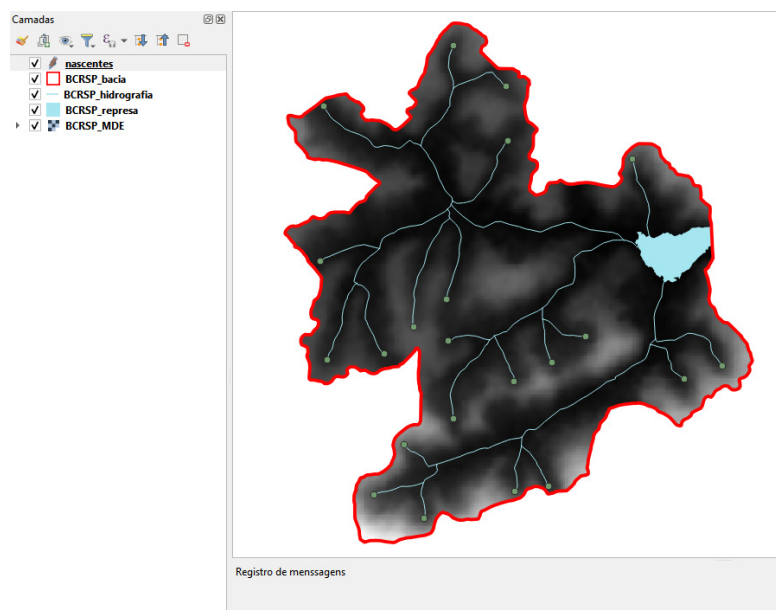 Camadas
nascentes
BCRSP_bacia
BCRSP_hidrografia
BCRSP_represa
BCRSP_MDE
Registro de menssagens